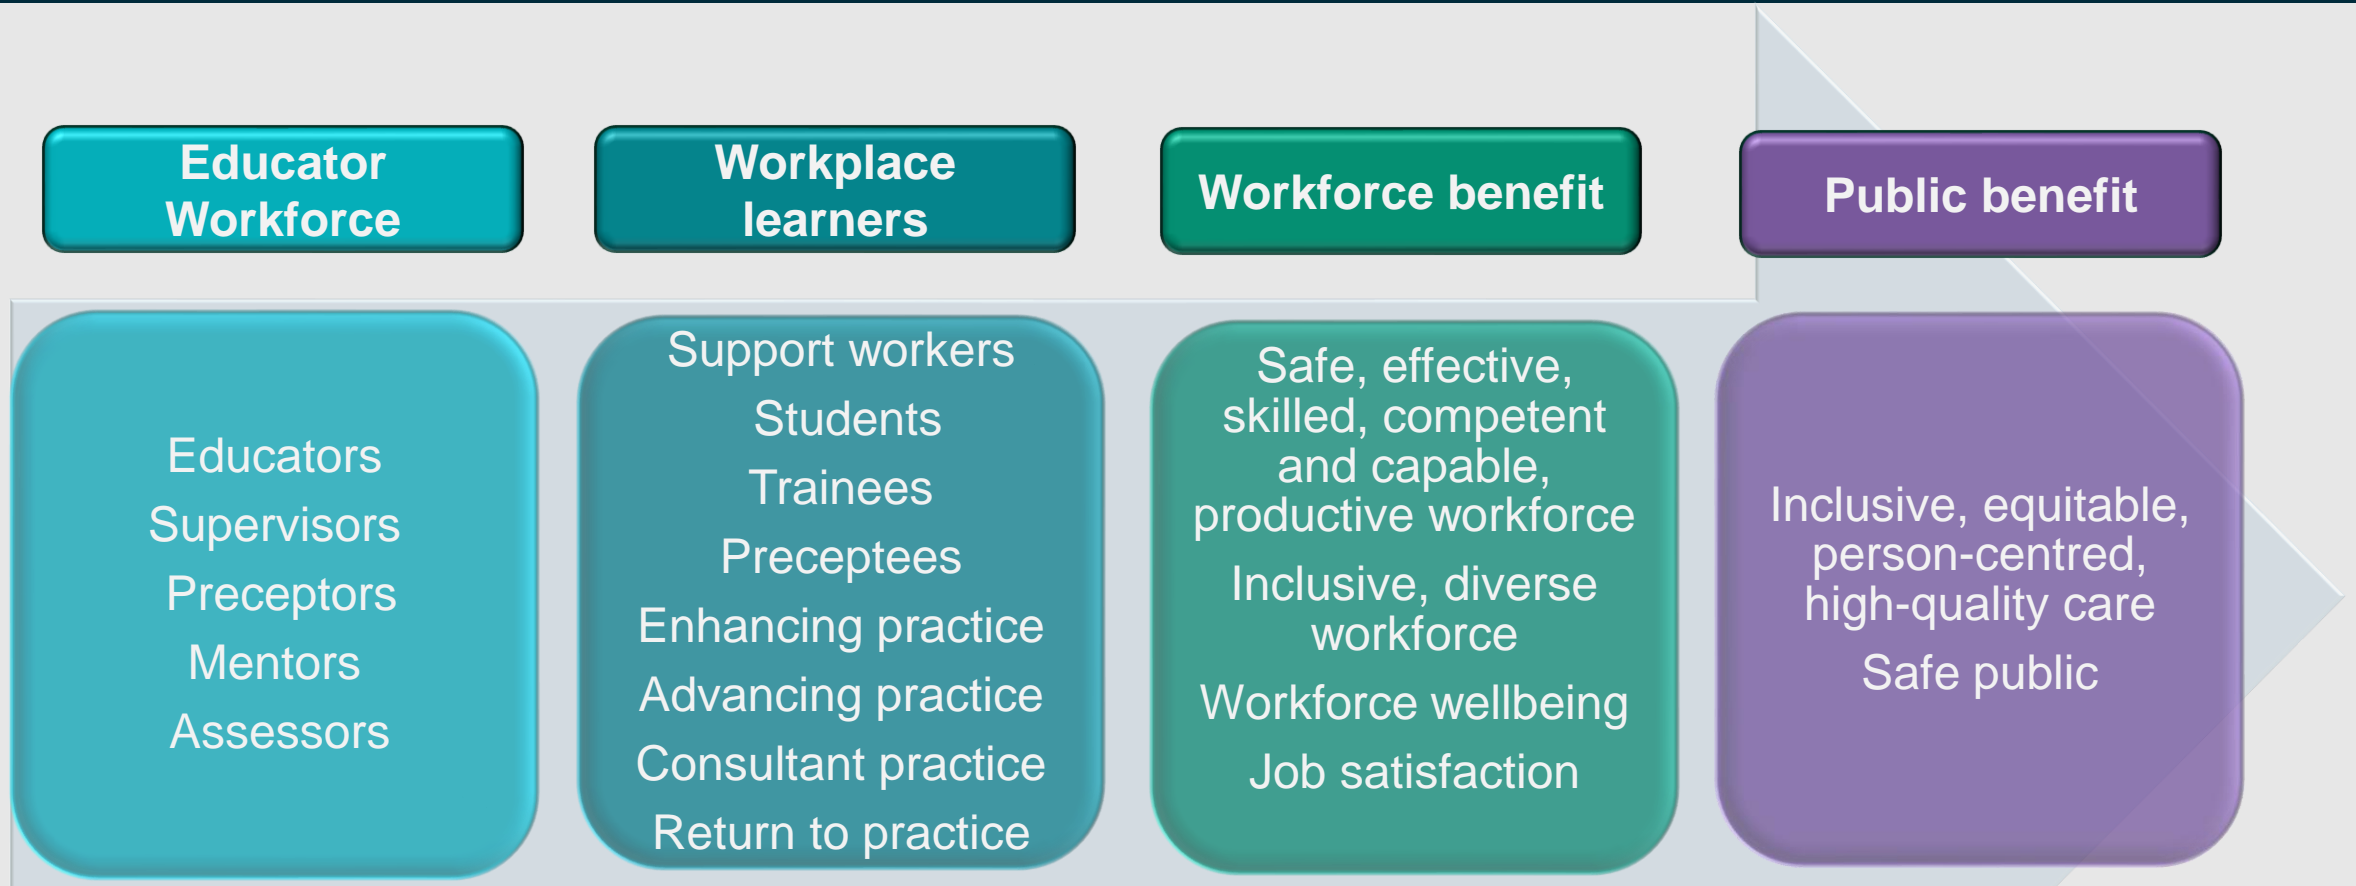 Educator
Workforce
Workplace
learners
Workforce benefit
Public benefit
Educators
Supervisors
Preceptors
Mentors
Assessors
Support workers
Students
Trainees
Preceptees
Enhancing practice
Advancing practice
Consultant practice
Return to practice
Safe, effective,
skilled, competent
and capable,
productive workforce
Inclusive, diverse
workforce
Workforce wellbeing
Job satisfaction
Inclusive, equitable,
person-centred,
high-quality care
Safe public